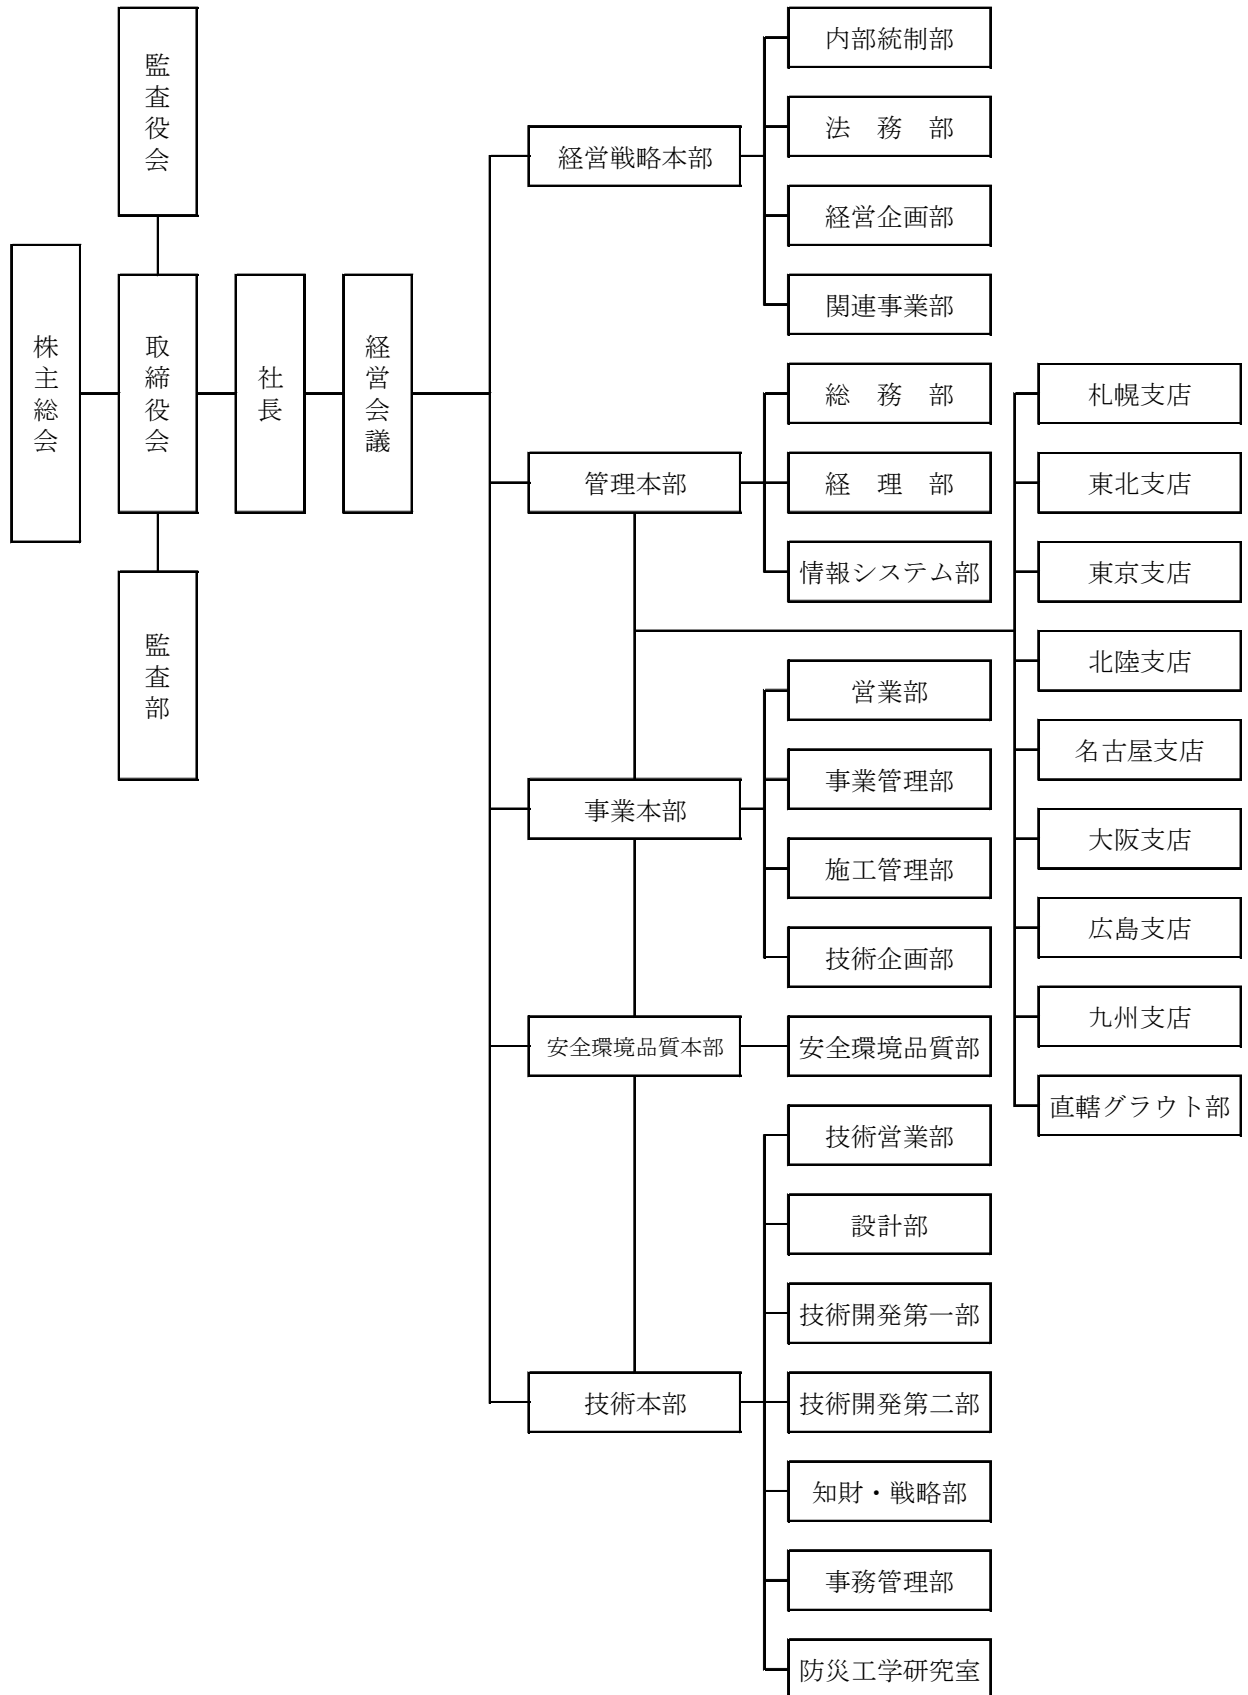 株主総会
監査役会
取締役会
監査部
社長
経営会議
経営戦略本部
内部統制部
法　務　部
経営企画部
関連事業部
管理本部
総　務　部
経　理　部
情報システム部
事業本部
営業部
事業管理部
施工管理部
技術企画部
安全環境品質本部
安全環境品質部
技術本部
技術営業部
設計部
技術開発第一部
技術開発第二部
知財・戦略部
事務管理部
防災工学研究室
札幌支店
東北支店
東京支店
北陸支店
名古屋支店
大阪支店
広島支店
九州支店
直轄グラウト部